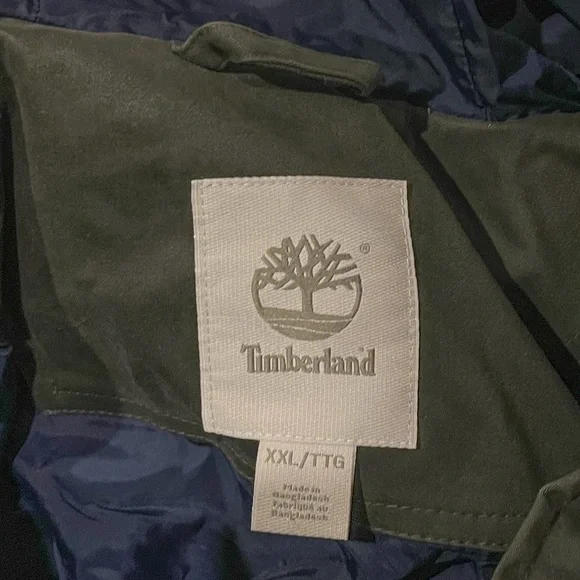 ®
Timberland
XXL/TTG
Made in
Bangladesh
Fabriqué au
Bangladesh